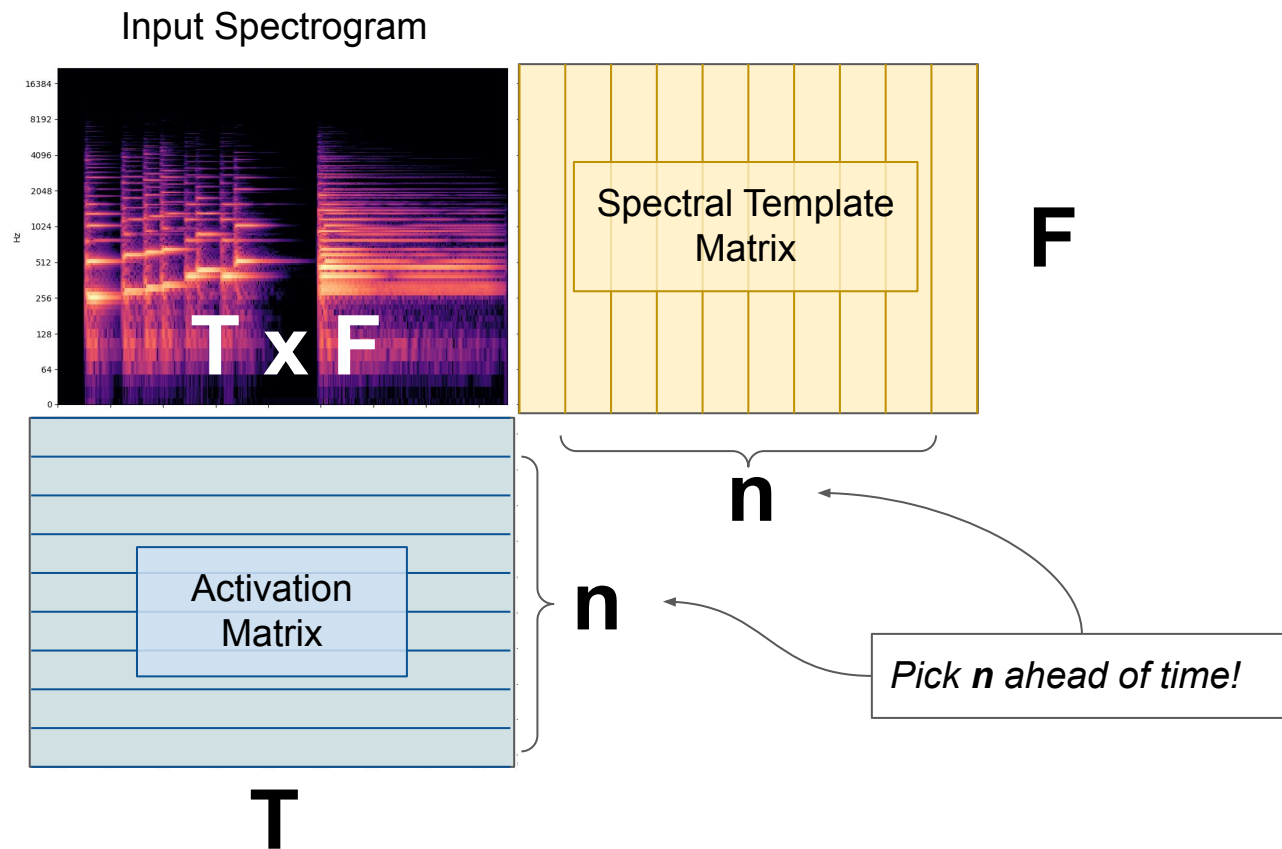 Input Spectrogram
16384
8192
4096
2048
1024
512
256
128
64
0
Hz
T x F
Spectral Template
Matrix
F
n
Activation
Matrix
n
T
Pick n ahead of time!